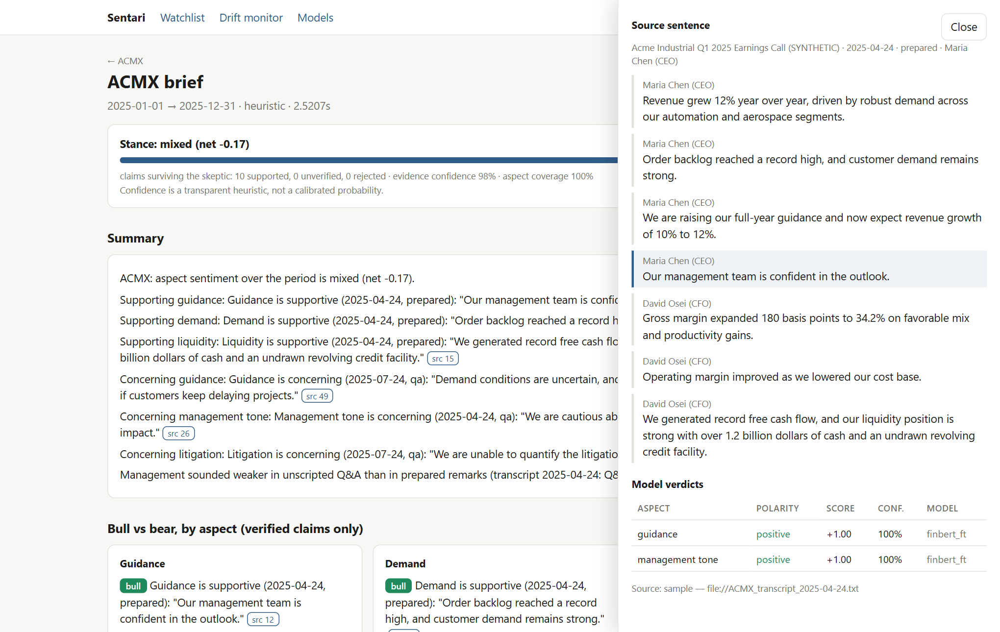 Sentari Watchlist Drift monitor Models
← ACMX
ACMX brief
2025-01-01 → 2025-12-31 · heuristic · 2.5207s
Stance: mixed (net -0.17)
claims surviving the skeptic: 10 supported, 0 unverified, 0 rejected · evidence confidence 98% · aspect coverage 100%
Confidence is a transparent heuristic, not a calibrated probability.
Summary
ACMX: aspect sentiment over the period is mixed (net -0.17).
Supporting guidance: Guidance is supportive (2025-04-24, prepared): "Our management team is
Supporting demand: Demand is supportive (2025-04-24, prepared): "Order backlog reached a record
Supporting liquidity: Liquidity is supportive (2025-04-24, prepared): "We generated record free cash
billion dollars of cash and an undrawn revolving credit facility." src 15
Concerning guidance: Guidance is concerning (2025-07-24, qa): "Demand conditions are uncertain,
if customers keep delaying projects." src 49
Concerning management tone: Management tone is concerning (2025-04-24, qa): "We are cautious
impact." src 26
Concerning litigation: Litigation is concerning (2025-07-24, qa): "We are unable to quantify the
Management sounded weaker in unscripted Q&A than in prepared remarks (transcript 2025-04-24:
Bull vs bear, by aspect (verified claims only)
Guidance
bull Guidance is supportive (2025-04-24,
prepared): "Our management team is
confident in the outlook." src 12
Demand
bull Demand is supportive (2025-04-24,
prepared): "Order backlog reached a record
high, and customer demand remains strong."
Source sentence
Close
Acme Industrial Q1 2025 Earnings Call (SYNTHETIC) · 2025-04-24 · prepared · Maria
Chen (CEO)
Maria Chen (CEO)
Revenue grew 12% year over year, driven by robust demand across
our automation and aerospace segments.
Maria Chen (CEO)
Order backlog reached a record high, and customer demand remains
strong.
Maria Chen (CEO)
We are raising our full-year guidance and now expect revenue growth
of 10% to 12%.
Maria Chen (CEO)
Our management team is confident in the outlook.
David Osei (CFO)
Gross margin expanded 180 basis points to 34.2% on favorable mix
and productivity gains.
David Osei (CFO)
Operating margin improved as we lowered our cost base.
David Osei (CFO)
We generated record free cash flow, and our liquidity position is
strong with over 1.2 billion dollars of cash and an undrawn revolving
credit facility.
Model verdicts
ASPECT POLARITY SCORE CONF. MODEL
guidance positive +1.00 100% finbert_ft
management tone positive +1.00 100% finbert_ft
Source: sample — file://ACMX_transcript_2025-04-24.txt